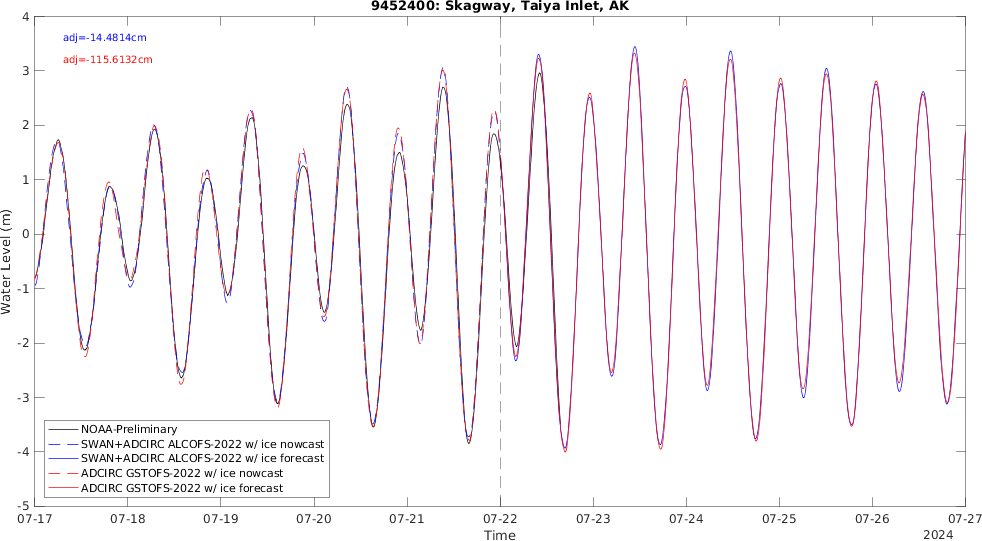 9452400: Skagway, Taiya Inlet, AK
adj=-14.4814cm
adj=-115.6132cm
4
3
2
1
0
-1
-2
-3
-4
-5
Water Level (m)
NOAA-Preliminary
SWAN+ADCIRC ALCOFS-2022 w/ ice nowcast
SWAN+ADCIRC ALCOFS-2022 w/ ice forecast
ADCIRC GSTOFS-2022 w/ ice nowcast
ADCIRC GSTOFS-2022 w/ ice forecast
07-17 07-18 07-19 07-20 07-21 07-22 07-23 07-24 07-25 07-26 07-27
Time
2024